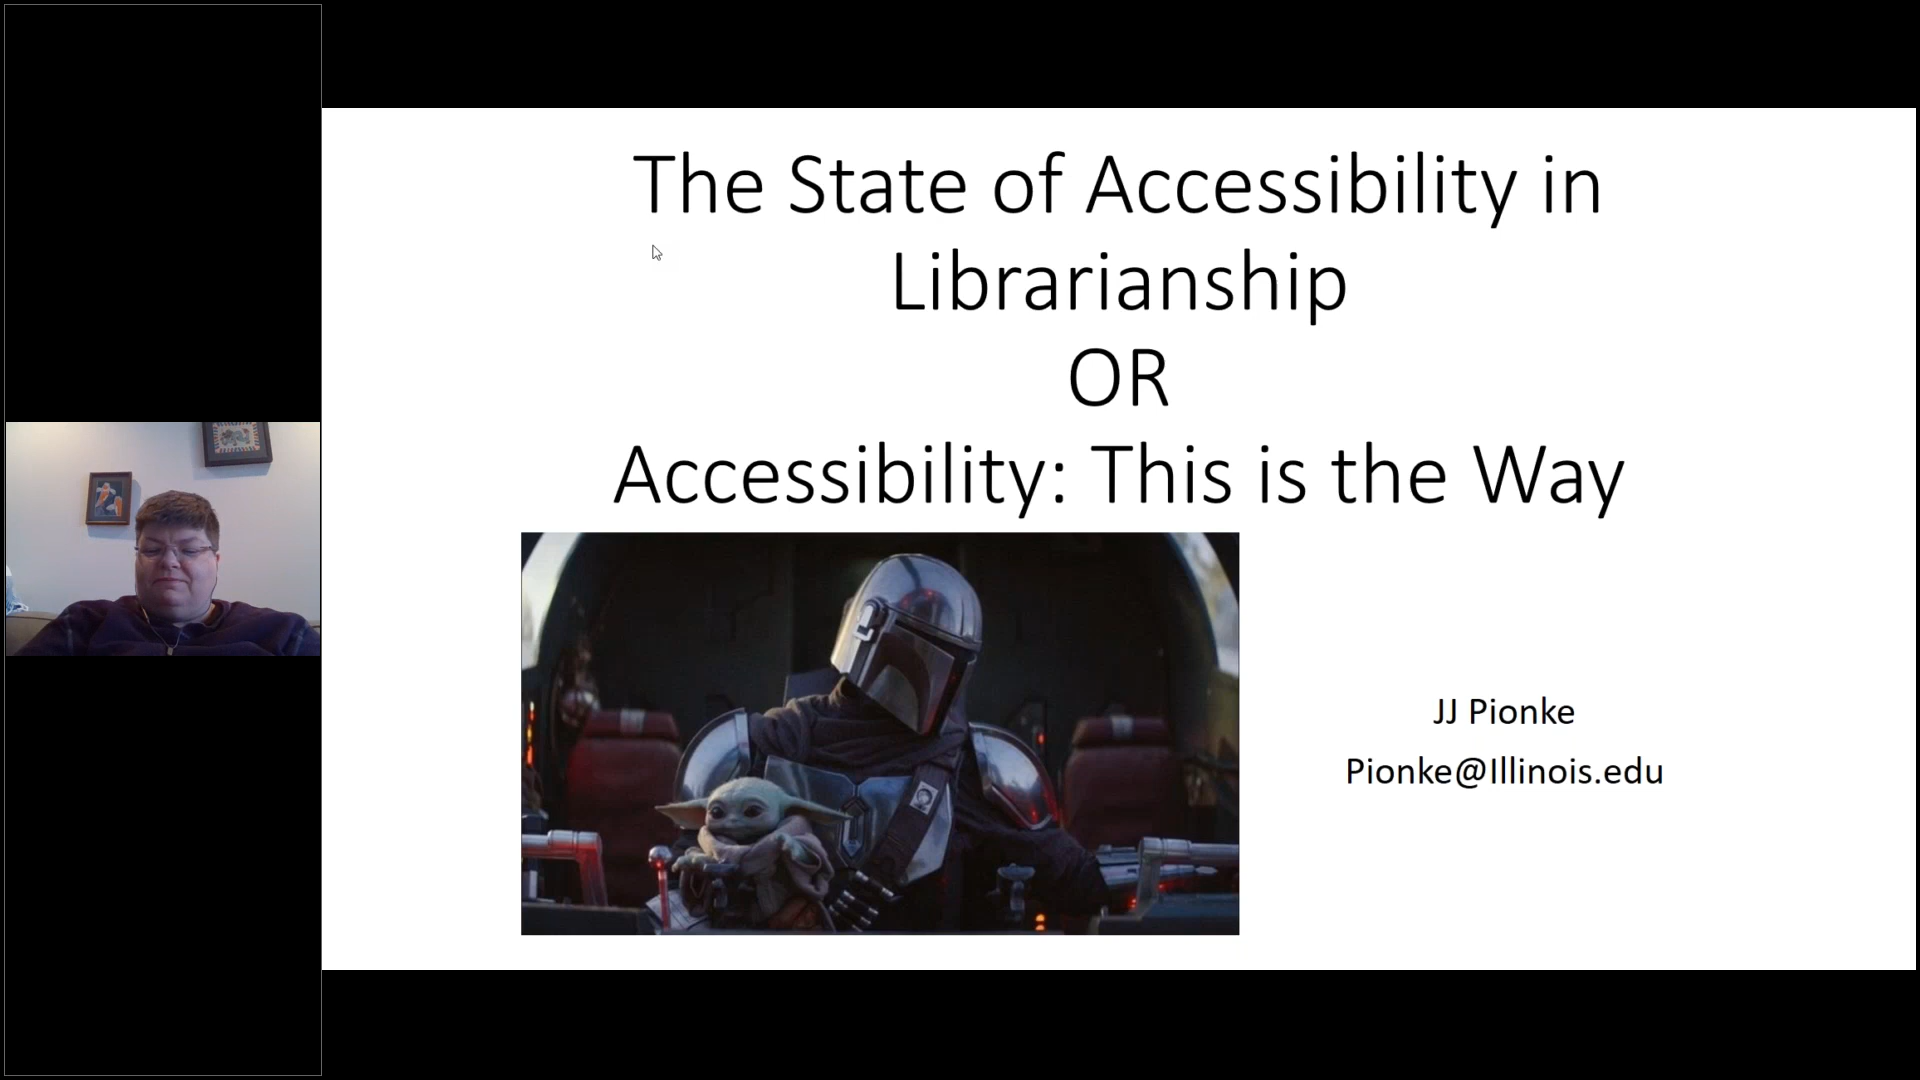 The State of Accessibility in
Librarianship
OR
Accessibility: This is the Way
JJ Pionke
Pionke@Illinois.edu